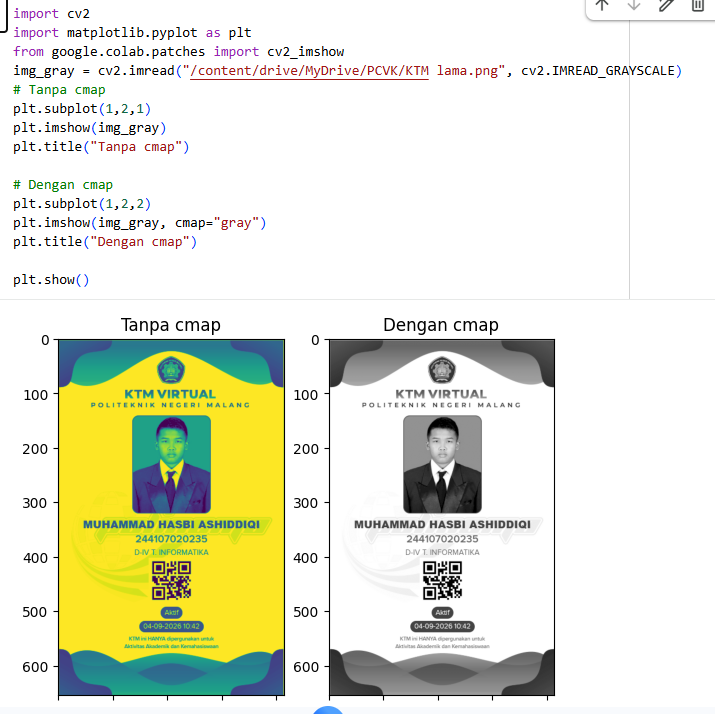 import cv2
import matplotlib.pyplot as plt
from google.colab.patches import cv2_imshow
img_gray = cv2.imread("/content/drive/MyDrive/PCVK/KTM lama.png", cv2.IMREAD_GRAYSCALE)
# Tanpa cmap
plt.subplot(1,2,1)
plt.imshow(img_gray)
plt.title("Tanpa cmap")
# Dengan cmap
plt.subplot(1,2,2)
plt.imshow(img_gray, cmap="gray")
plt.title("Dengan cmap")
plt.show()
Tanpa cmap
0
100
200
300
400
500
600
KTM VIRTUAL
POLITEKNIK NEGERI MALANG
MUHAMMAD HASBI ASHIDDIQI
244107020235
D-IV T. INFORMATIKA
Aktif
04-09-2026 10:42
KTM ini HANYA dipergunakan untuk
Aktivitas Akademik dan Kemahasiswaan
Dengan cmap
0
100
200
300
400
500
600
KTM VIRTUAL
POLITEKNIK NEGERI MALANG
MUHAMMAD HASBI ASHIDDIQI
244107020235
D-IV T. INFORMATIKA
Aktif
04-09-2026 10:42
KTM ini HANYA dipergunakan untuk
Aktivitas Akademik dan Kemahasiswaan